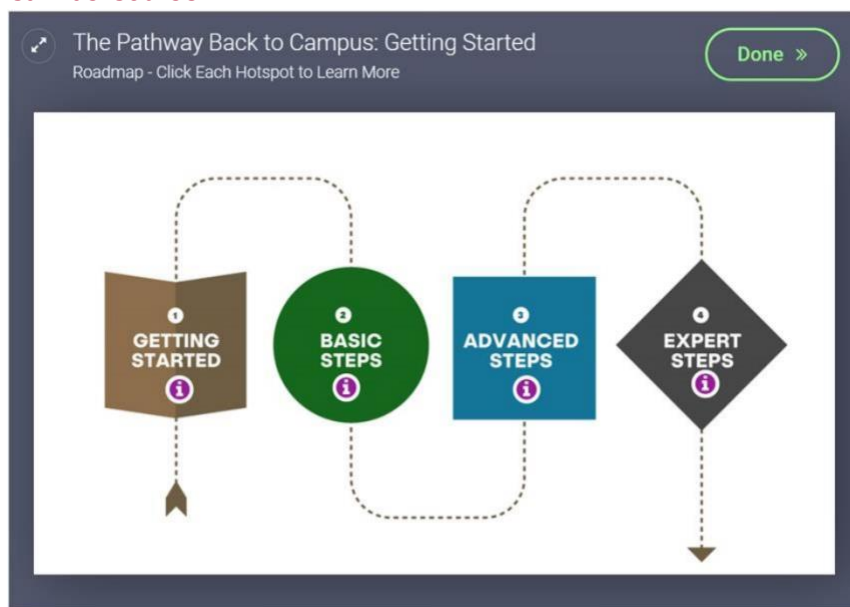 The Pathway Back to Campus: Getting Started
Roadmap - Click Each Hotspot to Learn More
Done »
1
GETTING
STARTED
2
BASIC
STEPS
3
ADVANCED
STEPS
4
EXPERT
STEPS